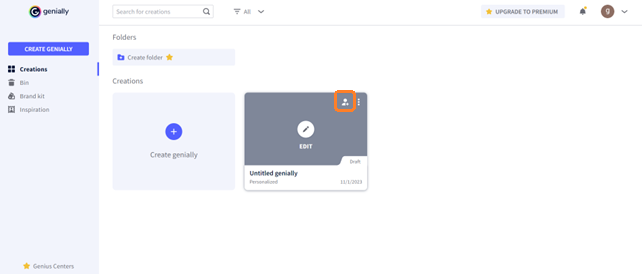 genially
Search for creations
All
UPGRADE TO PREMIUM
g
CREATE GENIALLY
Creations
Bin
Brand kit
Inspiration
Genius Centers
Folders
Create folder
Creations
Create genially
EDIT
Draft
Untitled genially
Personalized 11/1/2023